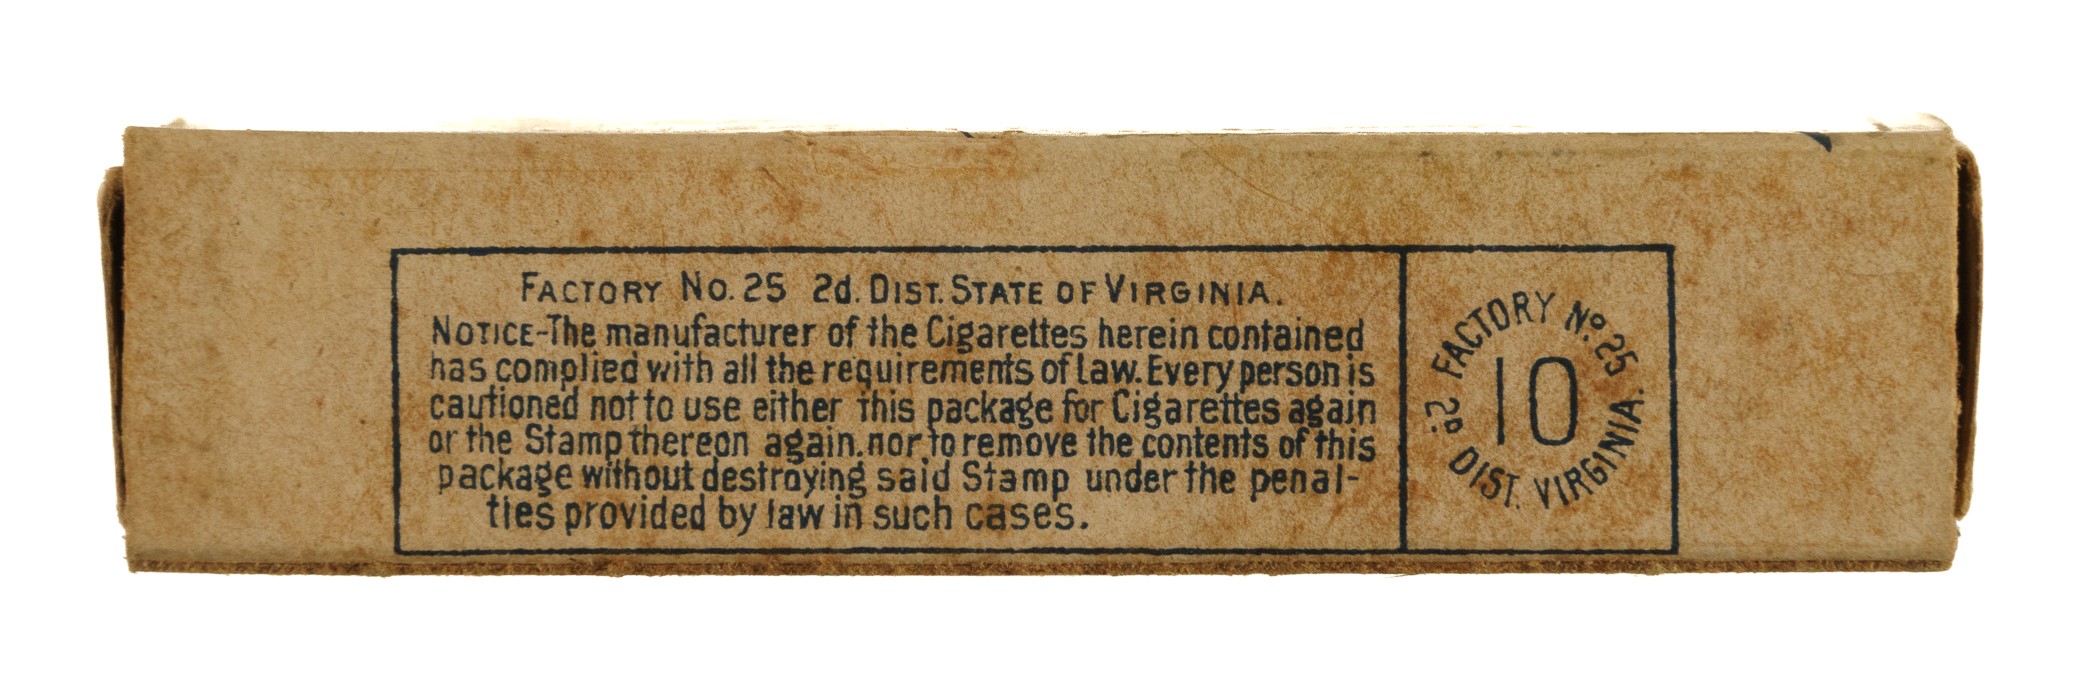 FACTORY NO. 25 2d. DIST. STATE OF VIRGINIA.
NOTICE-The manufacturer of the Cigarettes herein contained
has complied with all the requirements of law. Every person is
cautioned not to use either this package for Cigarettes again
or the Stamp thereon again. nor to remove the contents of this
package without destroying said Stamp under the penal-
ties provided by law in such cases.
FACTORY No. 25
10
2D DIST. VIRGINIA.